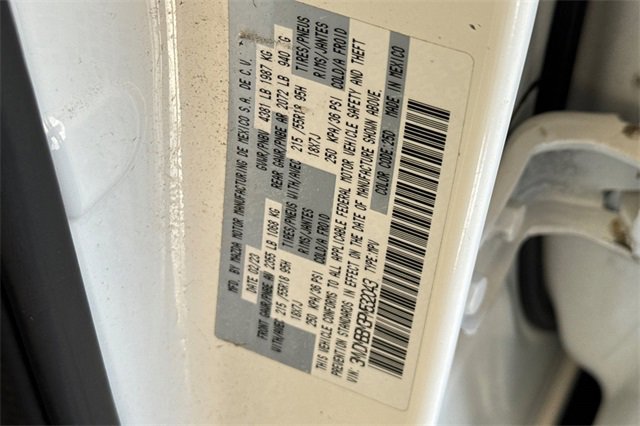 MFD BY MAZDA MOTOR MANUFACTURING DE MEXICO S.A. DE C.V.
DATE 02/23 GVWR/PNBV 4381 LB 1987 KG
FRONT GAWR/PNBE AV 2355 LB 1068 KG REAR GAWR/PNBE AR 2072 LB 940 KG
WITH/AVEC TIRES/PNEUS WITH/AVEC TIRES/PNEUS
215/55R18 95H RIMS/JANTES 215/55R18 95H RIMS/JANTES
18X7J COLD/A FROID 18X7J COLD/A FROID
250 KPA/36 PSI 250 KPA/36 PSI
THIS VEHICLE CONFORMS TO ALL APPLICABLE FEDERAL MOTOR VEHICLE SAFETY AND THEFT
PREVENTION STANDARDS IN EFFECT ON THE DATE OF MANUFACTURE SHOWN ABOVE.
VIN: TYPE MPV COLOR CODE: 25D MADE IN MEXICO